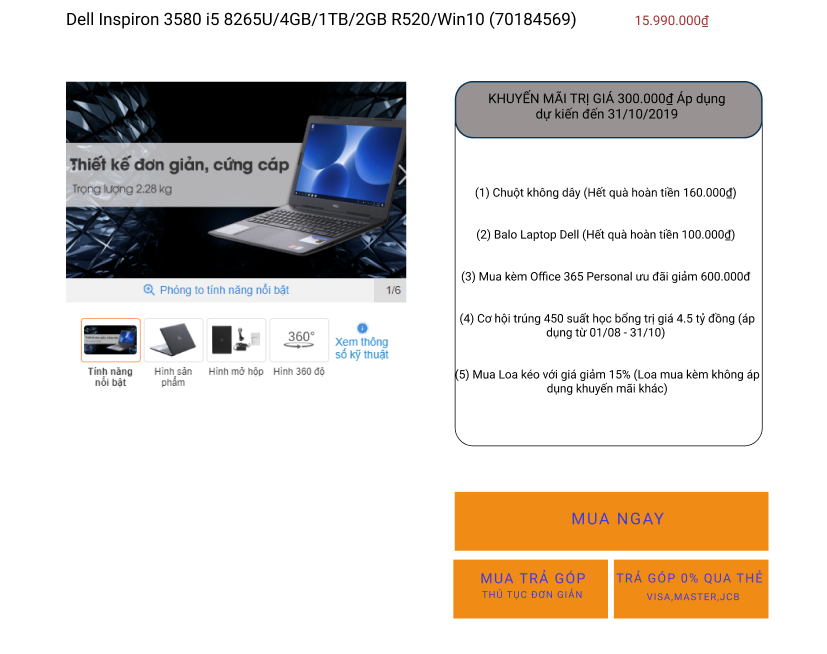 Dell Inspiron 3580 i5 8265U/4GB/1TB/2GB R520/Win10 (70184569)
15.990.000₫
Thiết kế đơn giản, cứng cáp
Trọng lượng 2.28 kg
Phóng to tính năng nổi bật
1/6
360°
Xem thông
số kỹ thuật
Tính năng
nổi bật
Hình sản
phẩm
Hình mở hộp
Hình 360 độ
KHUYẾN MÃI TRỊ GIÁ 300.000₫ Áp dụng
dự kiến đến 31/10/2019
(1) Chuột không dây (Hết quà hoàn tiền 160.000₫)
(2) Balo Laptop Dell (Hết quà hoàn tiền 100.000₫)
(3) Mua kèm Office 365 Personal ưu đãi giảm 600.000đ
(4) Cơ hội trúng 450 suất học bổng trị giá 4.5 tỷ đồng (áp
dụng từ 01/08 - 31/10)
(5) Mua Loa kéo với giá giảm 15% (Loa mua kèm không áp
dụng khuyến mãi khác)
MUA NGAY
MUA TRẢ GÓP
THỦ TỤC ĐƠN GIẢN
TRẢ GÓP 0% QUA THẺ
VISA,MASTER,JCB